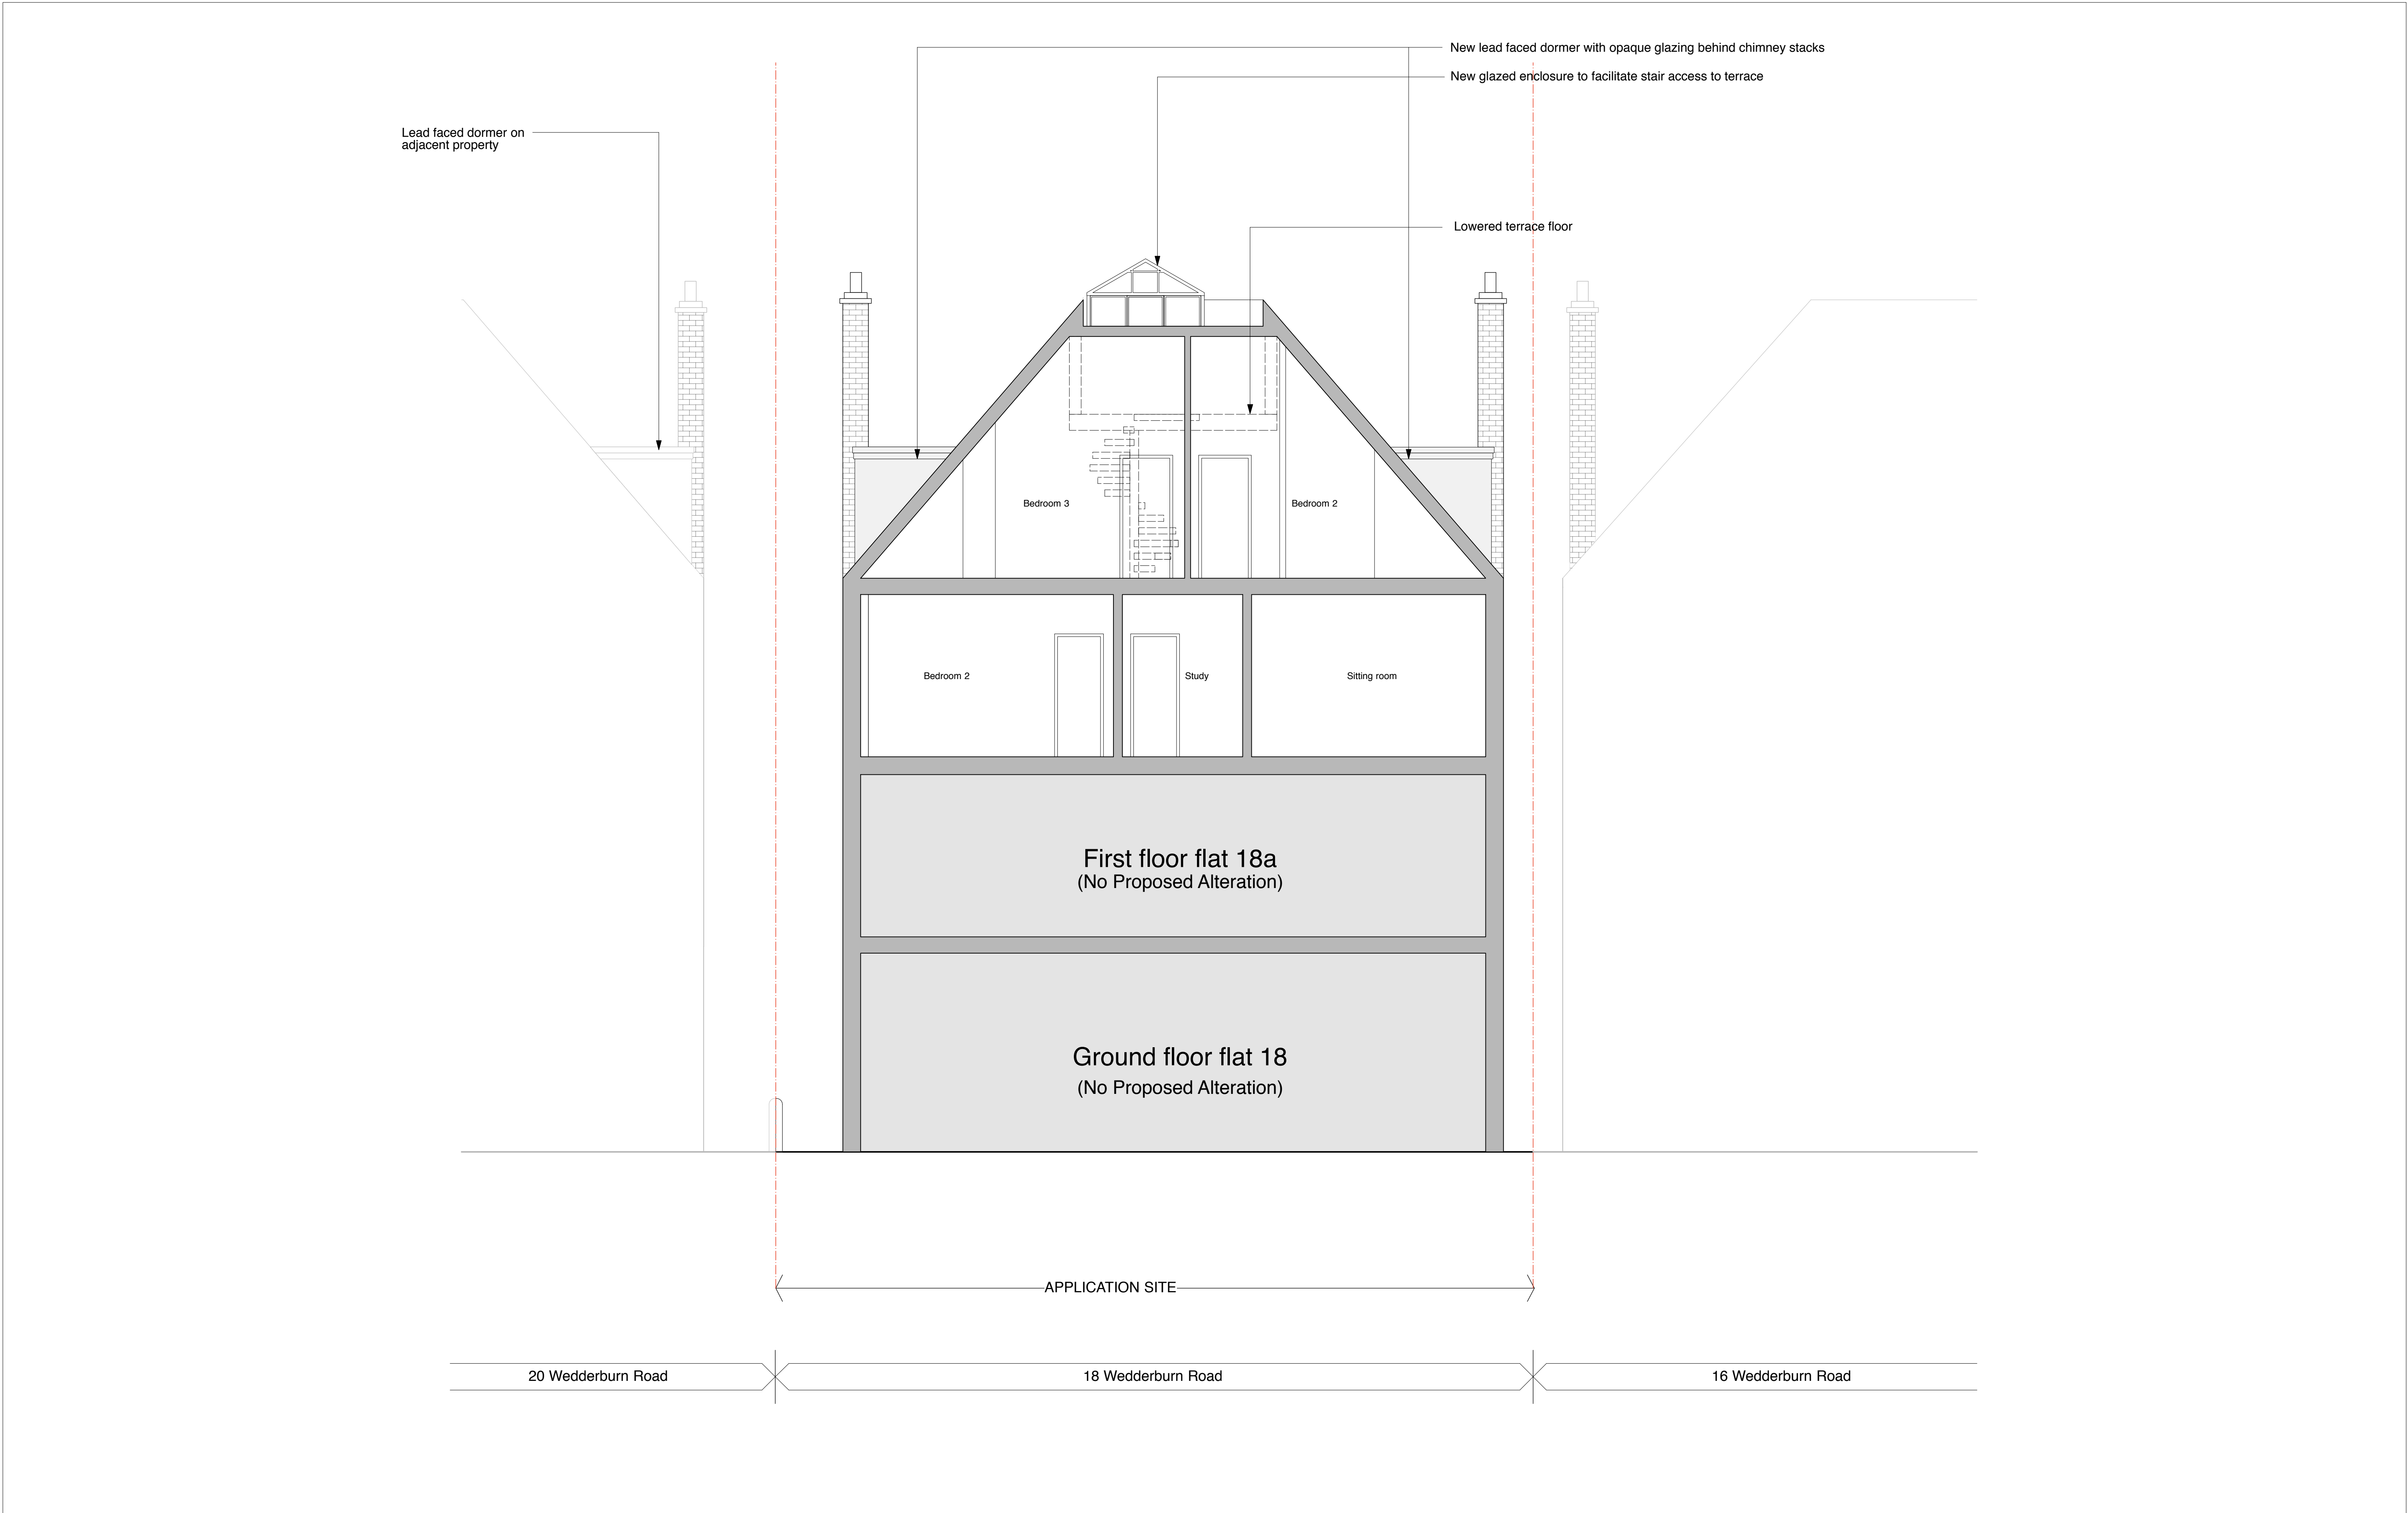 New lead faced dormer with opaque glazing behind chimney stacks
New glazed enclosure to facilitate stair access to terrace
Lead faced dormer on
adjacent property
Lowered terrace floor
Bedroom 3
Bedroom 2
Bedroom 2
Study
Sitting room
First floor flat 18a
(No Proposed Alteration)
Ground floor flat 18
(No Proposed Alteration)
APPLICATION SITE
20 Wedderburn Road
18 Wedderburn Road
16 Wedderburn Road